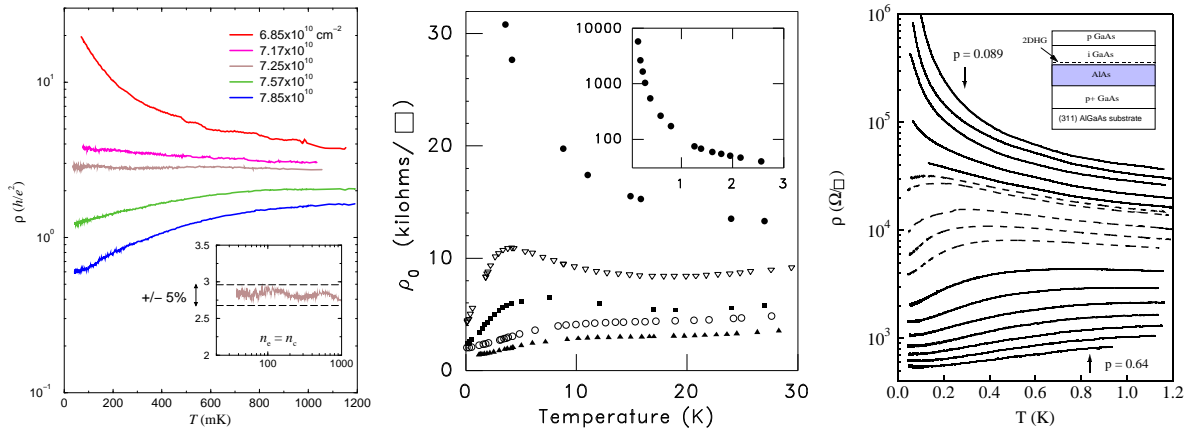 6.85x10¹⁰ cm⁻²
7.17x10¹⁰
7.25x10¹⁰
7.57x10¹⁰
7.85x10¹⁰
10¹
10⁰
10⁻¹
ρ (h/e²)
0 200 400 600 800 1000 1200
T (mK)
3.5
3
2.5
2
+/− 5%
nₑ = n꜀
100 1000
30
20
10
0
ρ₀ (kilohms/□)
0 10 20 30
Temperature (K)
10000
1000
100
1 2 3
10⁶
10⁵
10⁴
10³
ρ (Ω/□)
0.0 0.2 0.4 0.6 0.8 1.0 1.2
T (K)
p = 0.089
p = 0.64
2DHG
p GaAs
i GaAs
AlAs
p+ GaAs
(311) AlGaAs substrate